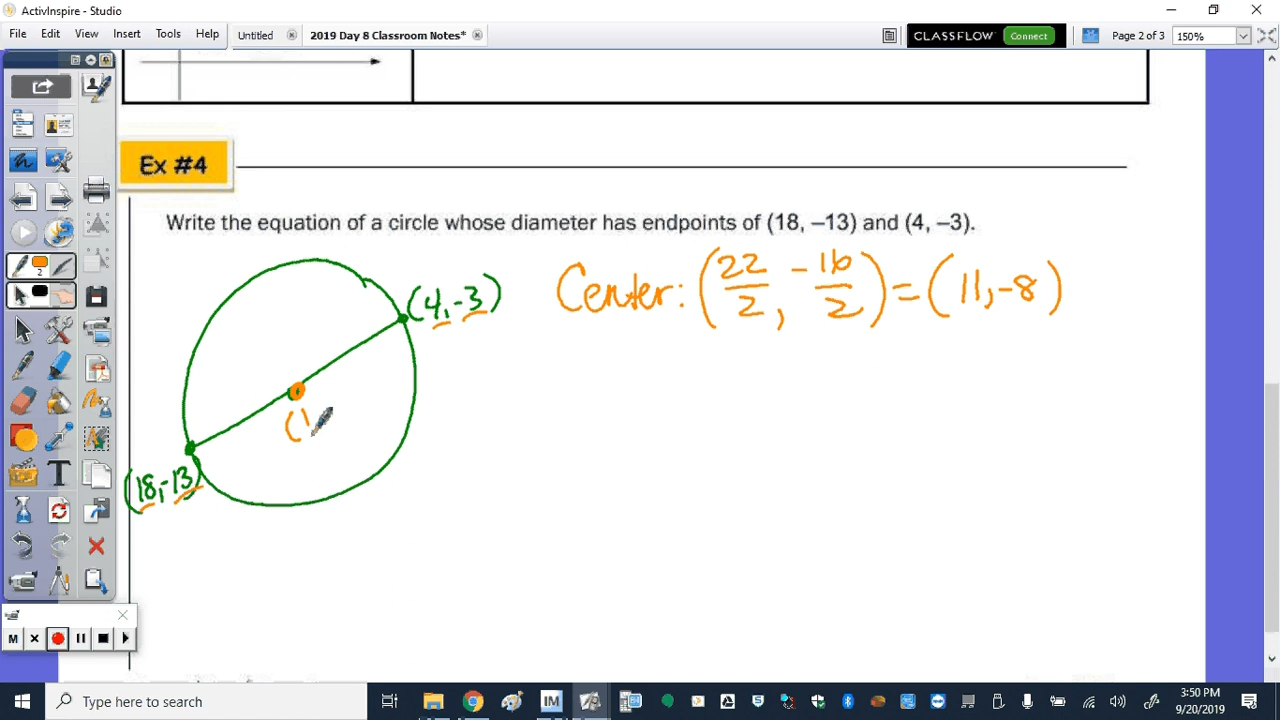 ActivInspire - Studio
File Edit View Insert Tools Help Untitled 2019 Day 8 Classroom Notes* CLASSFLOW Connect Page 2 of 3 150%
Ex #4
Write the equation of a circle whose diameter has endpoints of (18, –13) and (4, –3).
Center: (22/2, -16/2) = (11, -8)
(4, -3)
(1
(18, -13)
2
T
M
Type here to search
IM
3:50 PM
9/20/2019